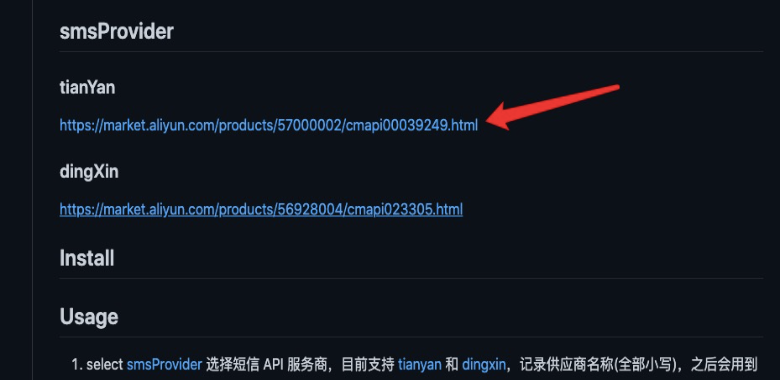 smsProvider
tianYan
https://market.aliyun.com/products/57000002/cmapi00039249.html
dingXin
https://market.aliyun.com/products/56928004/cmapi023305.html
Install
Usage
1. select smsProvider 选择短信 API 服务商，目前支持 tianyan 和 dingxin，记录供应商名称(全部小写)，之后会用到